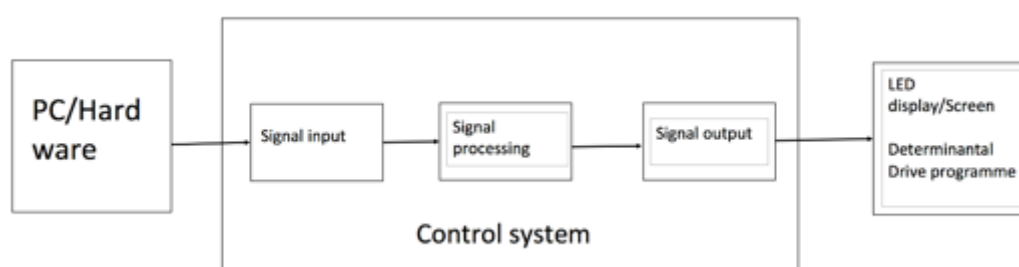 PC/Hard
ware
Signal input
Signal
processing
Signal output
LED
display/Screen
Determinantal
Drive programme
Control system